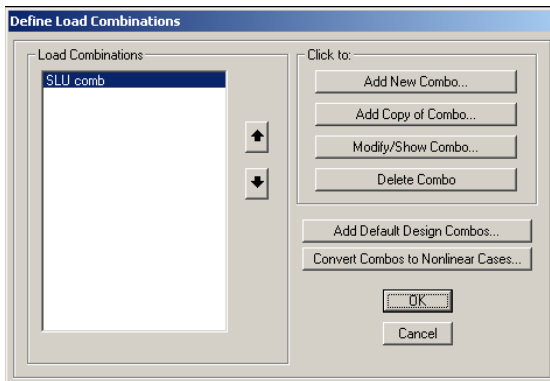 Define Load Combinations
Load Combinations
SLU comb
Click to:
Add New Combo...
Add Copy of Combo...
Modify/Show Combo...
Delete Combo
Add Default Design Combos...
Convert Combos to Nonlinear Cases...
OK
Cancel